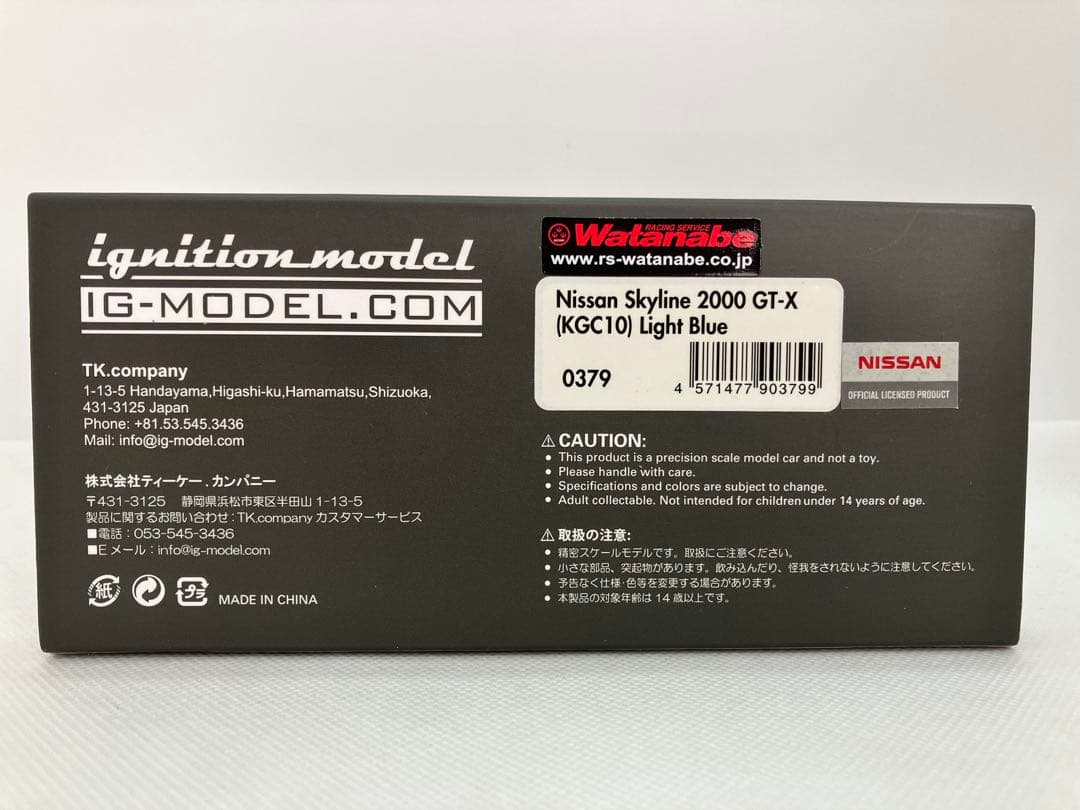 ignition model
IG-MODEL.COM
TK.company
1-13-5 Handayama,Higashi-ku,Hamamatsu,Shizuoka,
431-3125 Japan
Phone: +81.53.545.3436
Mail: info@ig-model.com
株式会社ティーケー.カンパニー
〒431-3125 静岡県浜松市東区半田山1-13-5
製品に関するお問い合わせ:TK.companyカスタマーサービス
■電話:053-545-3436
■Eメール:info@ig-model.com
紙 プラ MADE IN CHINA
RACING SERVICE
Watanabe
www.rs-watanabe.co.jp
Nissan Skyline 2000 GT-X
(KGC10) Light Blue
0379
4 571477 903799
NISSAN
OFFICIAL LICENSED PRODUCT
⚠CAUTION:
• This product is a precision scale model car and not a toy.
• Please handle with care.
• Specifications and colors are subject to change.
• Adult collectable. Not intended for children under 14 years of age.
⚠取扱の注意:
• 精密スケールモデルです。取扱にご注意ください。
• 小さな部品、突起物があります。飲み込んだり、怪我をされないように注意してください。
• 予告なく仕様・色等を変更する場合があります。
• 本製品の対象年齢は14歳以上です。